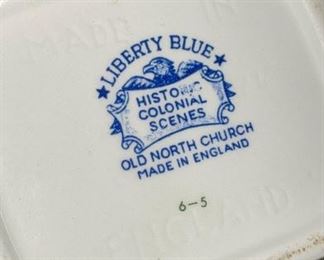 MADE IN
★ LIBERTY BLUE ★
HISTORIC
COLONIAL
SCENES
OLD NORTH CHURCH
MADE IN ENGLAND
6-5
ENGLAND